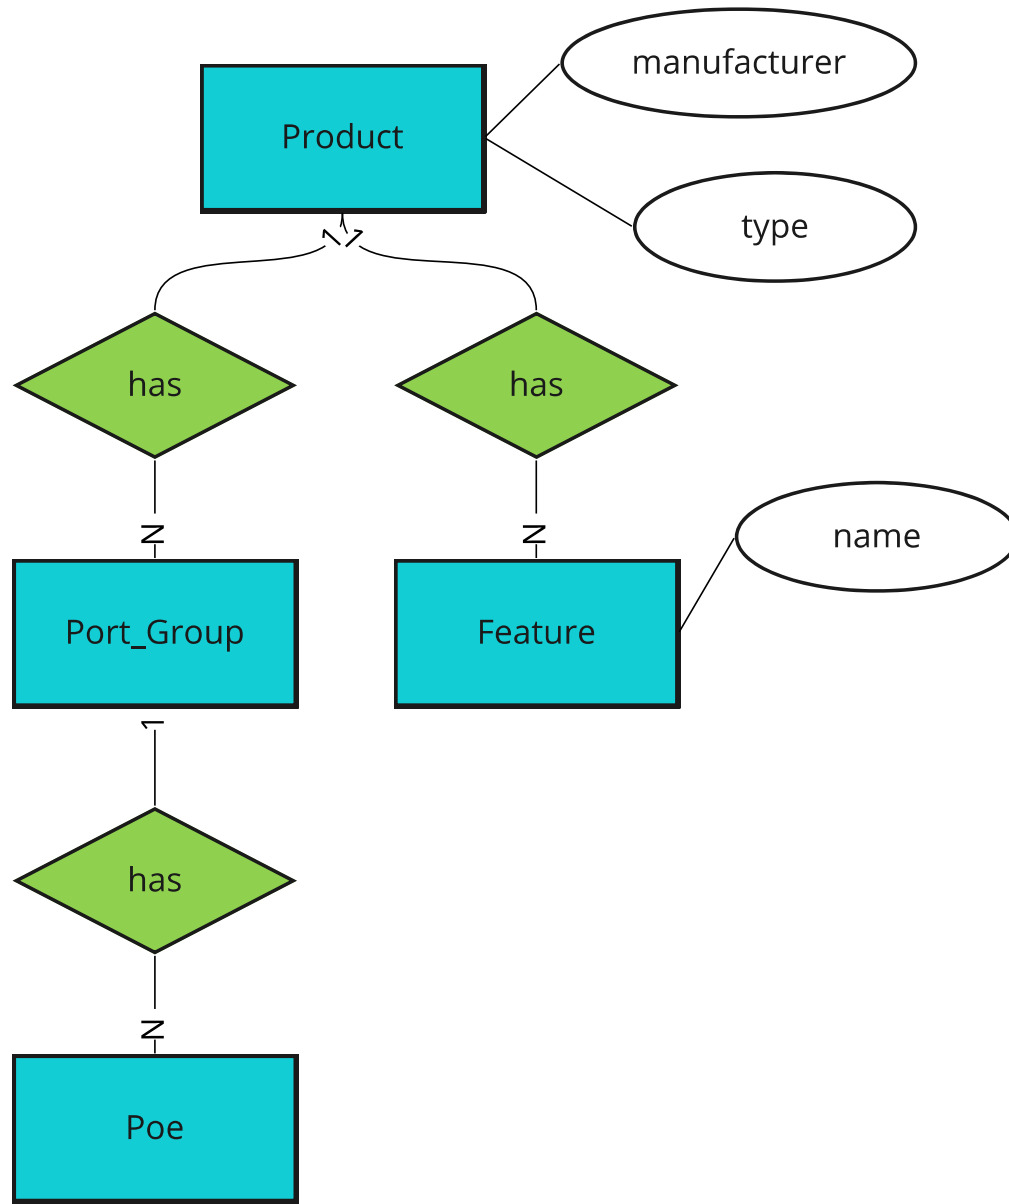 manufacturer
Product
type
1
1
has
has
N
N
name
Port_Group
Feature
1
has
N
Poe